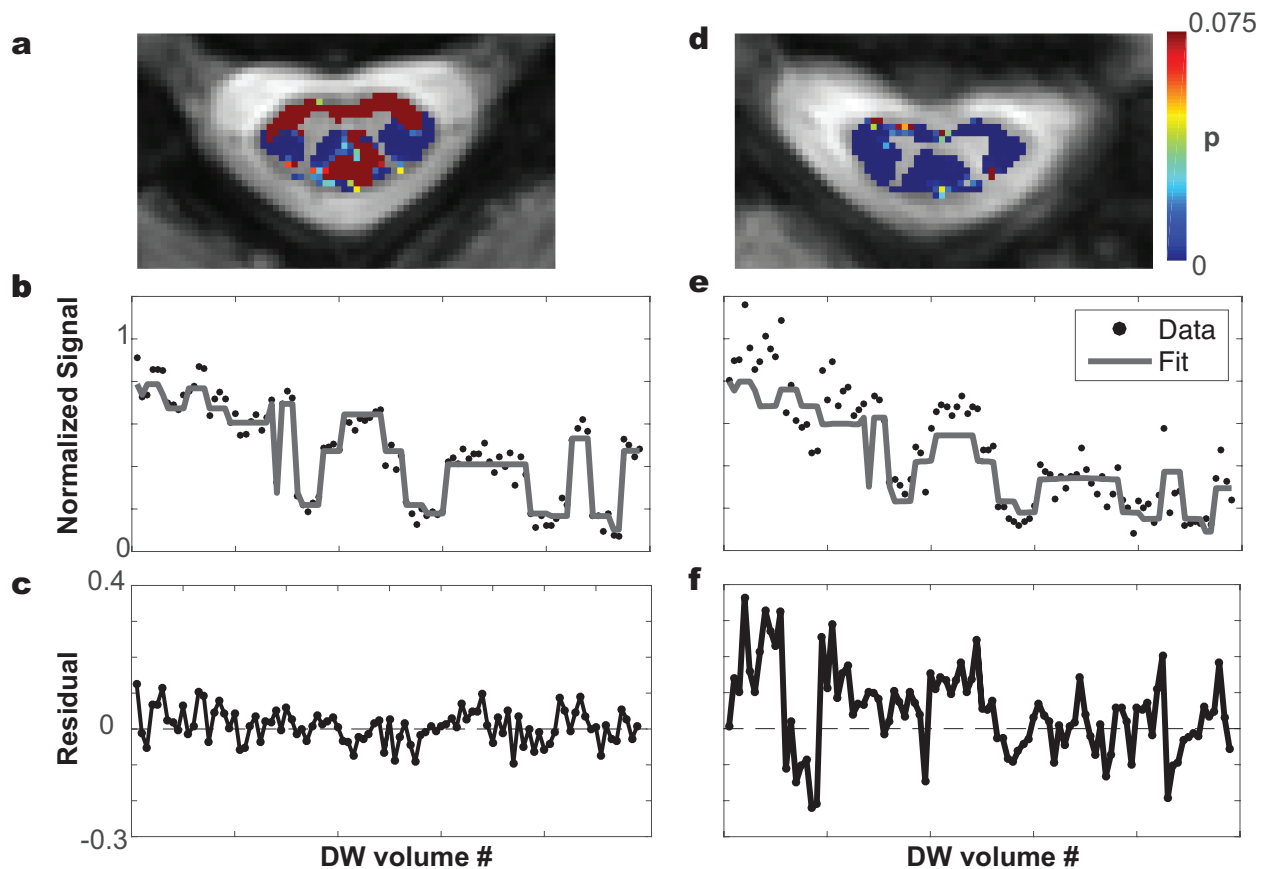 a
d
0.075
p
0
b
e
Normalized Signal
1
0
Data
Fit
c
f
Residual
0.4
0
-0.3
DW volume #
DW volume #